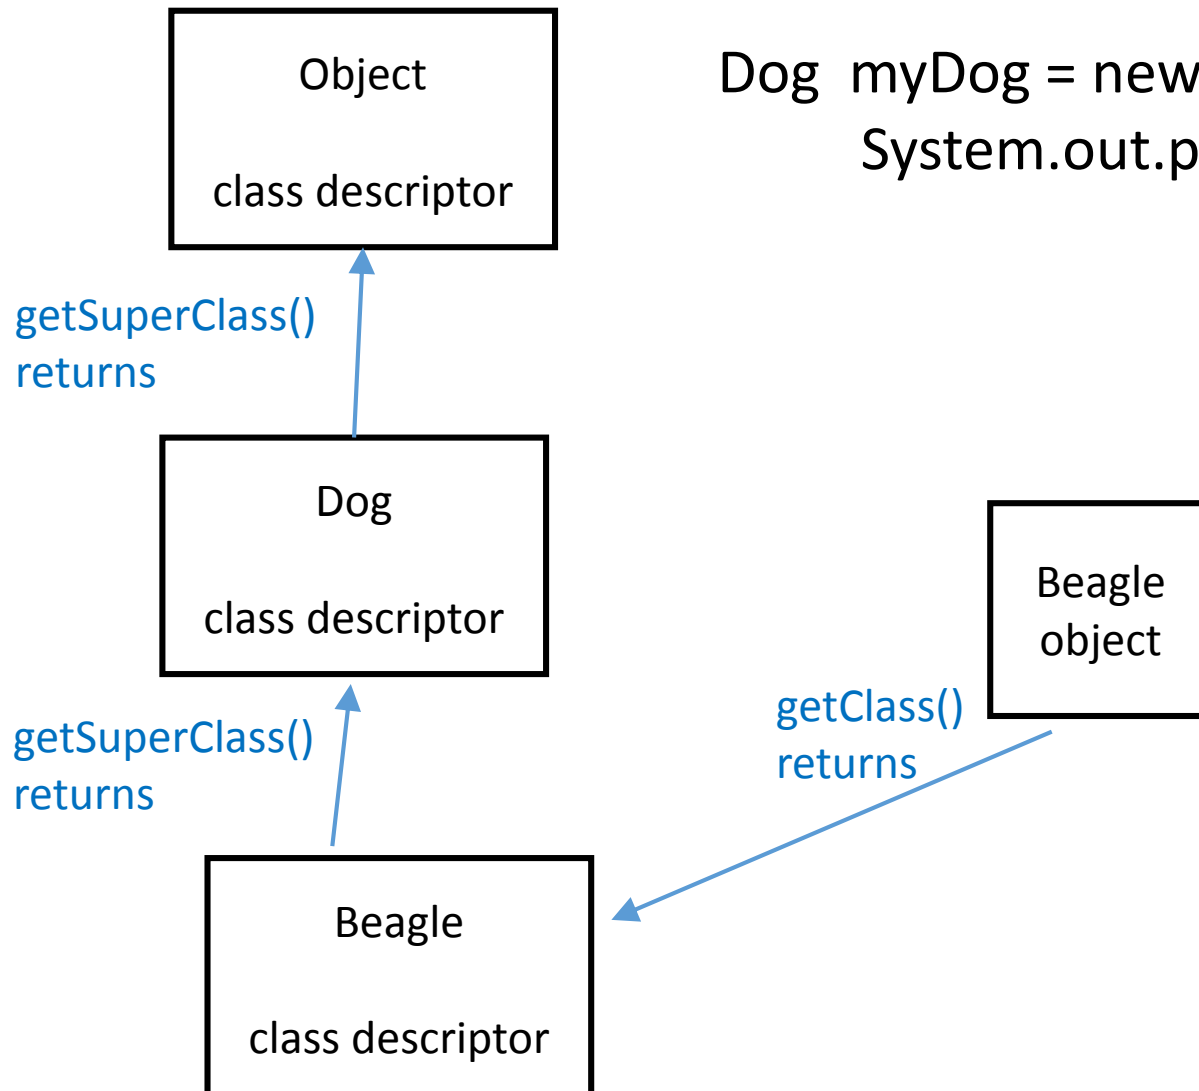 Object
class descriptor
Dog myDog = new
System.out.p
getSuperClass()
returns
Dog
class descriptor
Beagle
object
getClass()
returns
getSuperClass()
returns
Beagle
class descriptor